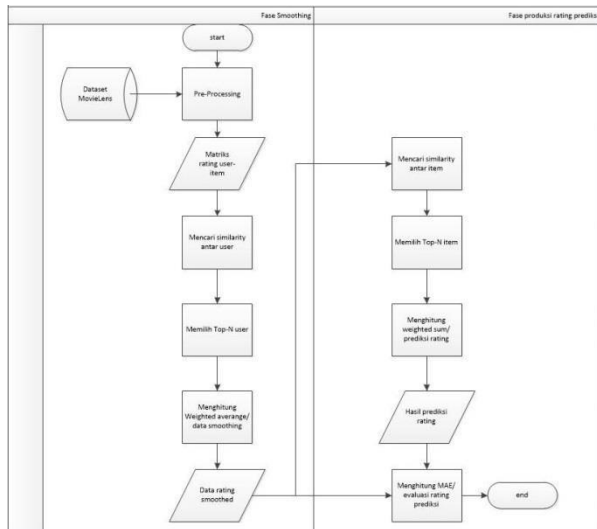 Fase Smoothing
Fase produksi rating prediksi
start
Dataset
MovieLens
Pre-Processing
Matriks
rating user-
item
Mencari similarity
antar user
Memilih Top-N user
Menghitung
Weighted averange/
data smoothing
Data rating
smoothed
Mencari similarity
antar item
Memilih Top-N item
Menghitung
weighted sum/
prediksi rating
Hasil prediksi
rating
Menghitung MAE/
evaluasi rating
prediksi
end